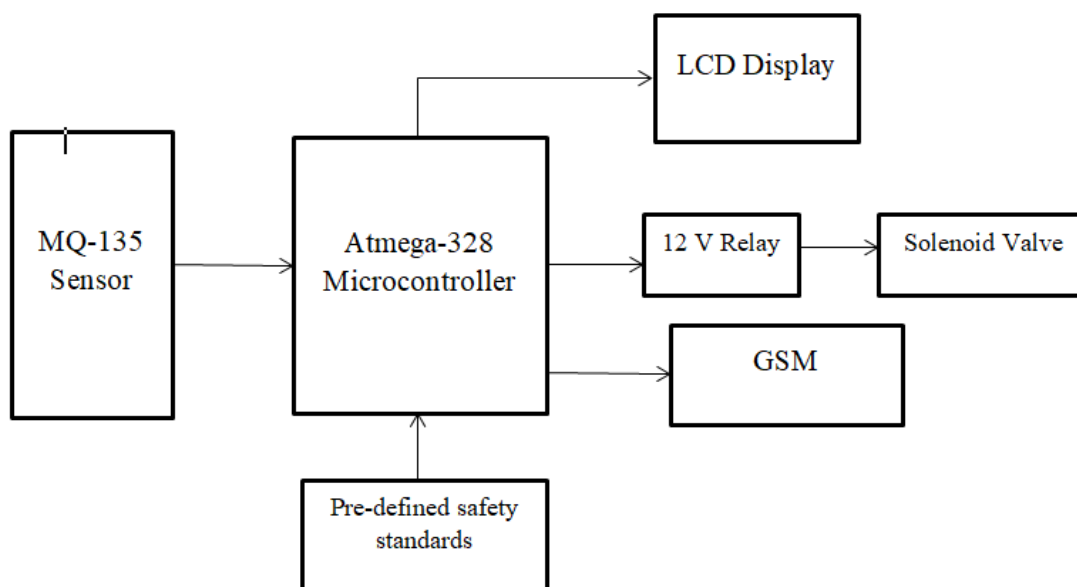 LCD Display
MQ-135
Sensor
Atmega-328
Microcontroller
12 V Relay
Solenoid Valve
GSM
Pre-defined safety
standards